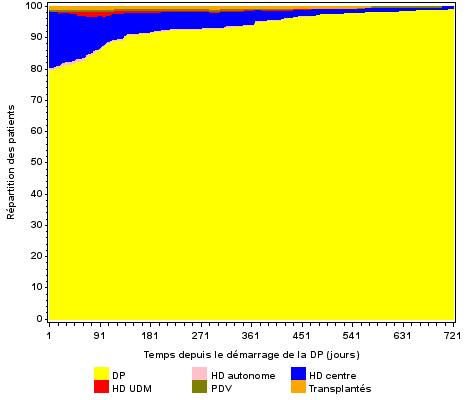 100
90
80
70
60
50
40
30
20
10
0
Répartition des patients
1 91 181 271 361 451 541 631 721
Temps depuis le démarrage de la DP (jours)
DP HD autonome HD centre
HD UDM PDV Transplantés